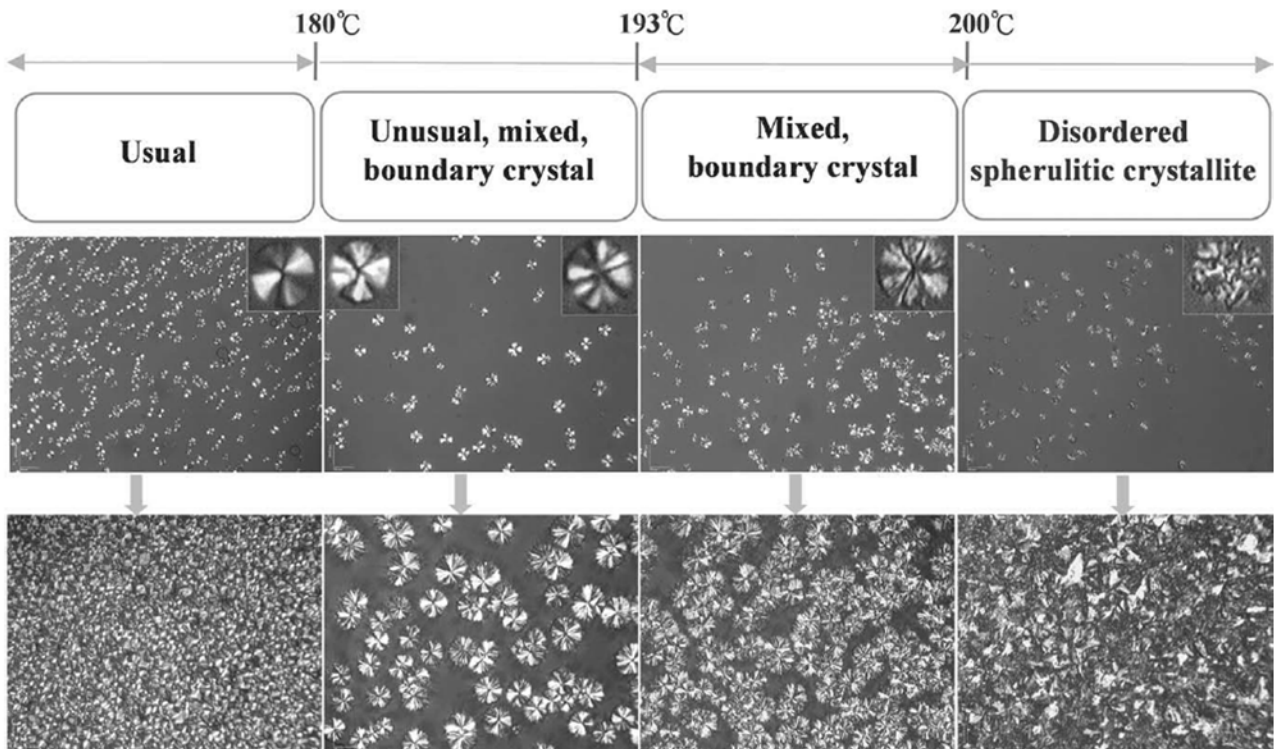 180℃
193℃
200℃
Usual
Unusual, mixed,
boundary crystal
Mixed,
boundary crystal
Disordered
spherulitic crystallite